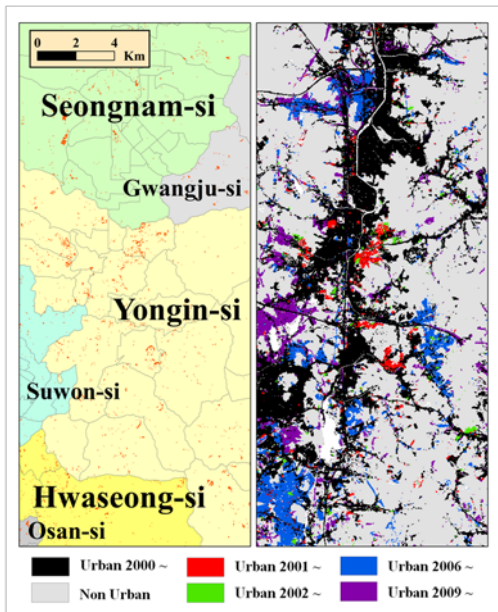 0 2 4
Km
Seongnam-si
Gwangju-si
Yongin-si
Suwon-si
Hwaseong-si
Osan-si
Urban 2000 ~
Urban 2001 ~
Urban 2006 ~
Non Urban
Urban 2002 ~
Urban 2009 ~